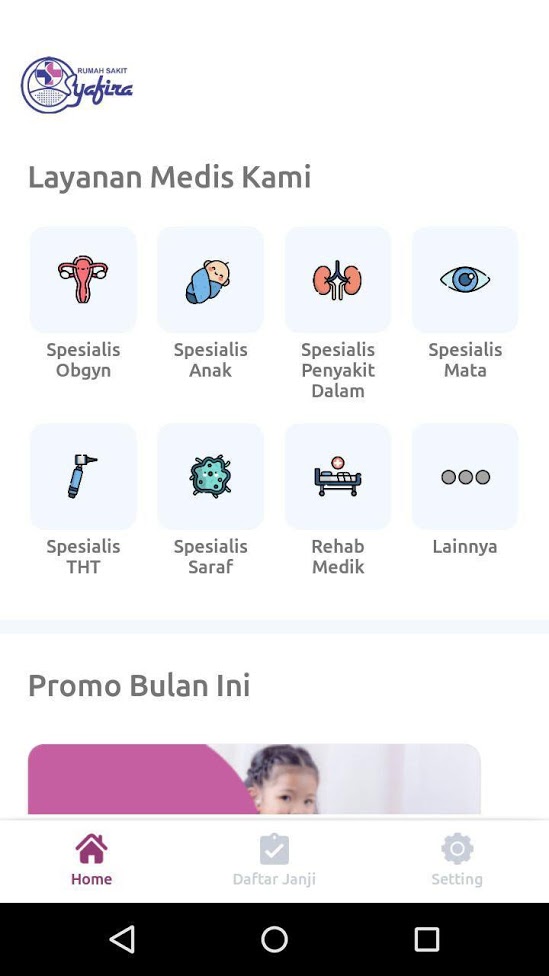 RUMAH SAKIT
Syafira
Layanan Medis Kami
Spesialis
Obgyn
Spesialis
Anak
Spesialis
Penyakit
Dalam
Spesialis
Mata
Spesialis
THT
Spesialis
Saraf
Rehab
Medik
Lainnya
Promo Bulan Ini
Home
Daftar Janji
Setting